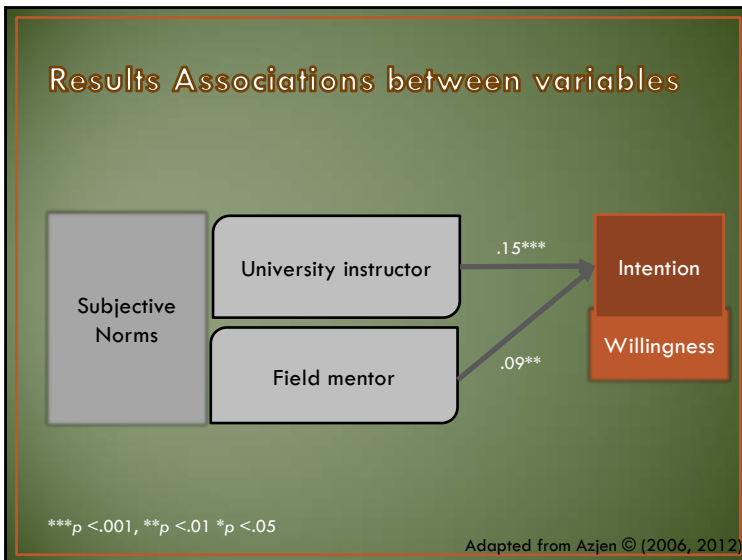 Results Associations between variables
University instructor
.15***
Intention
Subjective
Norms
Willingness
Field mentor
.09**
***p <.001, **p <.01 *p <.05
Adapted from Azjen © (2006, 2012)